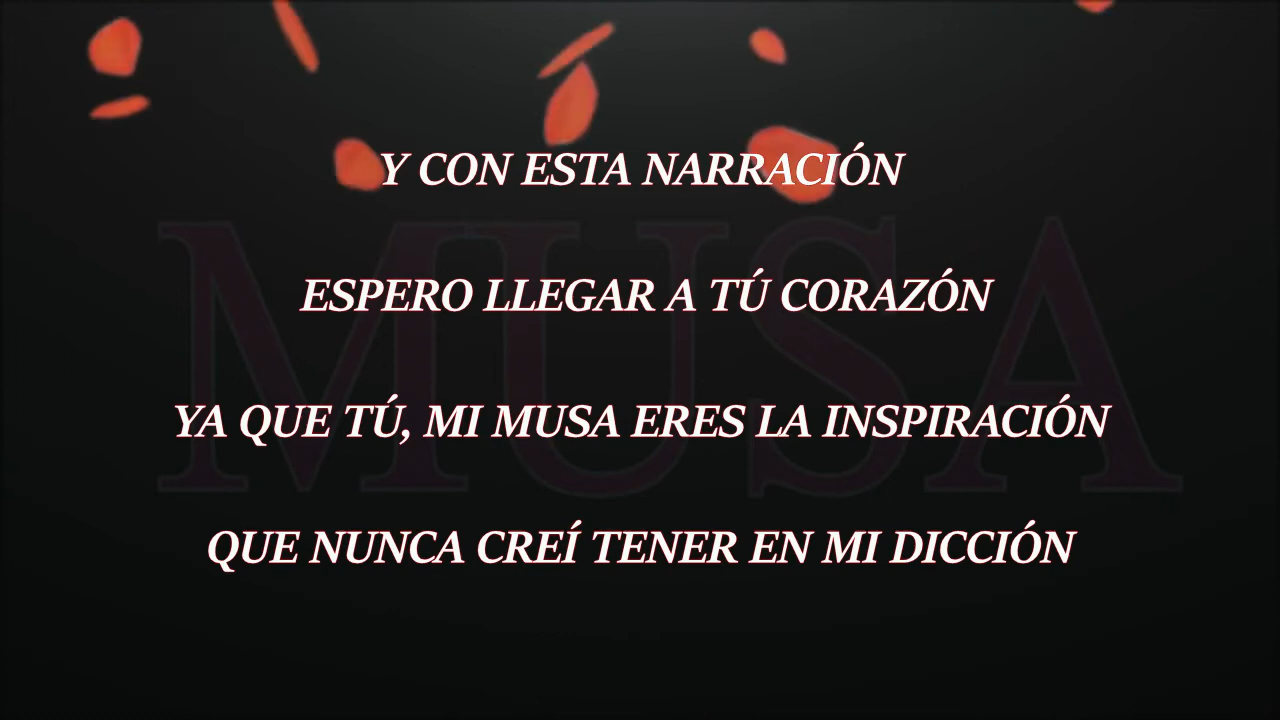 Y CON ESTA NARRACIÓN
ESPERO LLEGAR A TÚ CORAZÓN
YA QUE TÚ, MI MUSA ERES LA INSPIRACIÓN
QUE NUNCA CREÍ TENER EN MI DICCIÓN
MUSA